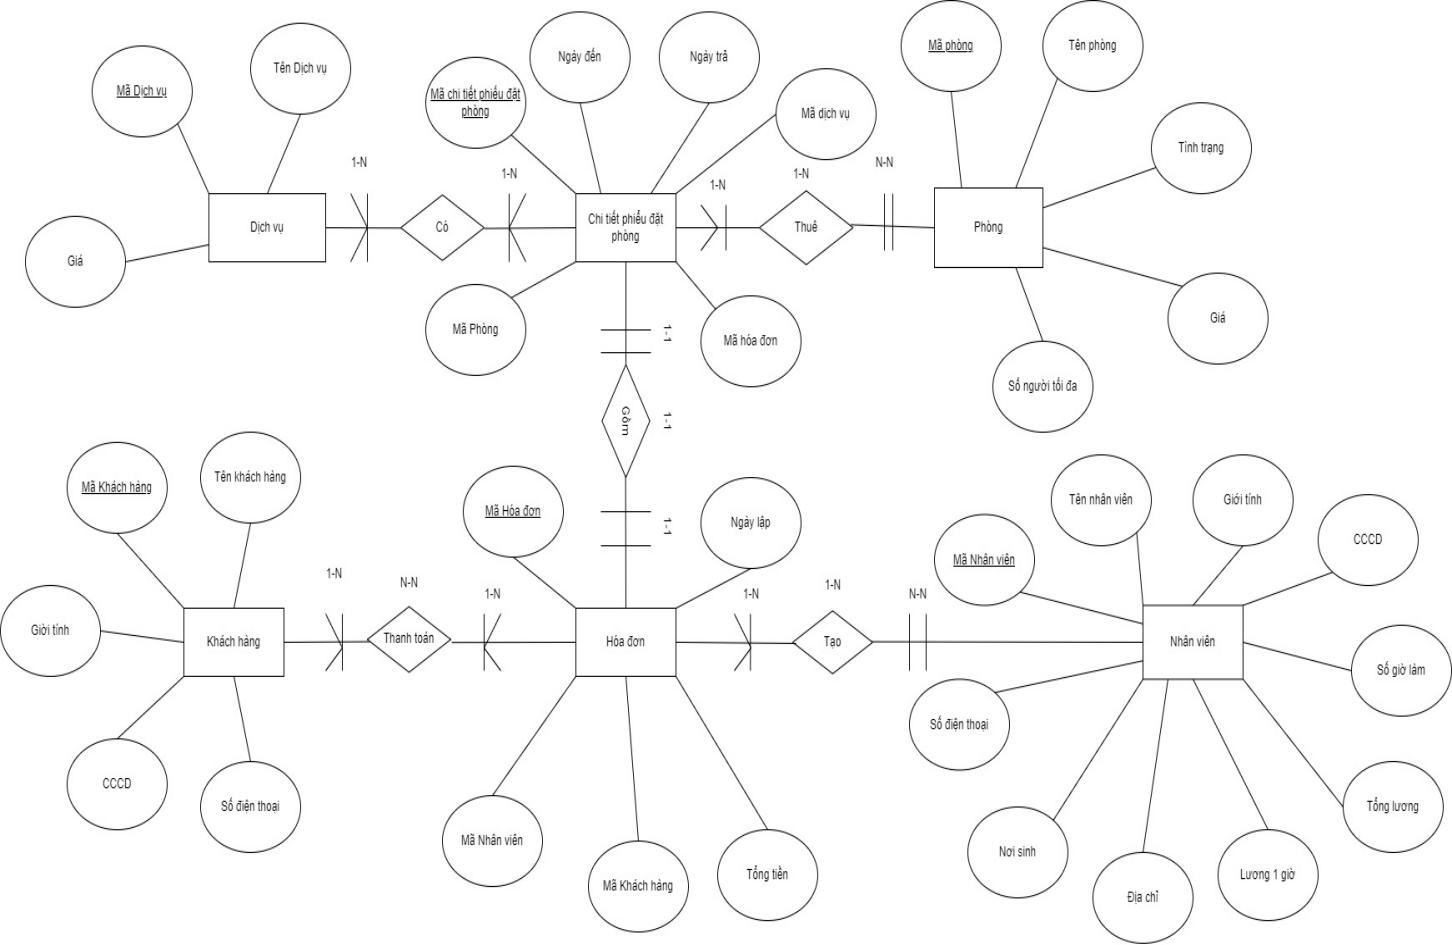 Ngày đến
Ngày trả
Mã phòng
Tên phòng
Tên Dịch vụ
Mã Dịch vụ
Mã chi tiết phiếu đặt
phòng
Mã dịch vụ
Tình trạng
1-N
1-N
1-N
1-N
N-N
Dịch vụ
Có
Chi tiết phiếu đặt
phòng
Thuê
Phòng
Giá
Mã Phòng
Mã hóa đơn
Giá
1-1
Số người tối đa
Gồm
1-1
Mã Khách hàng
Tên khách hàng
Mã Hóa đơn
1-1
Ngày lập
Tên nhân viên
Giới tính
CCCD
Mã Nhân viên
1-N
N-N
1-N
1-N
1-N
N-N
Giới tính
Khách hàng
Thanh toán
Hóa đơn
Tạo
Nhân viên
Số giờ làm
Số điện thoại
CCCD
Số điện thoại
Tổng lương
Mã Nhân viên
Mã Khách hàng
Tổng tiền
Nơi sinh
Địa chỉ
Lương 1 giờ